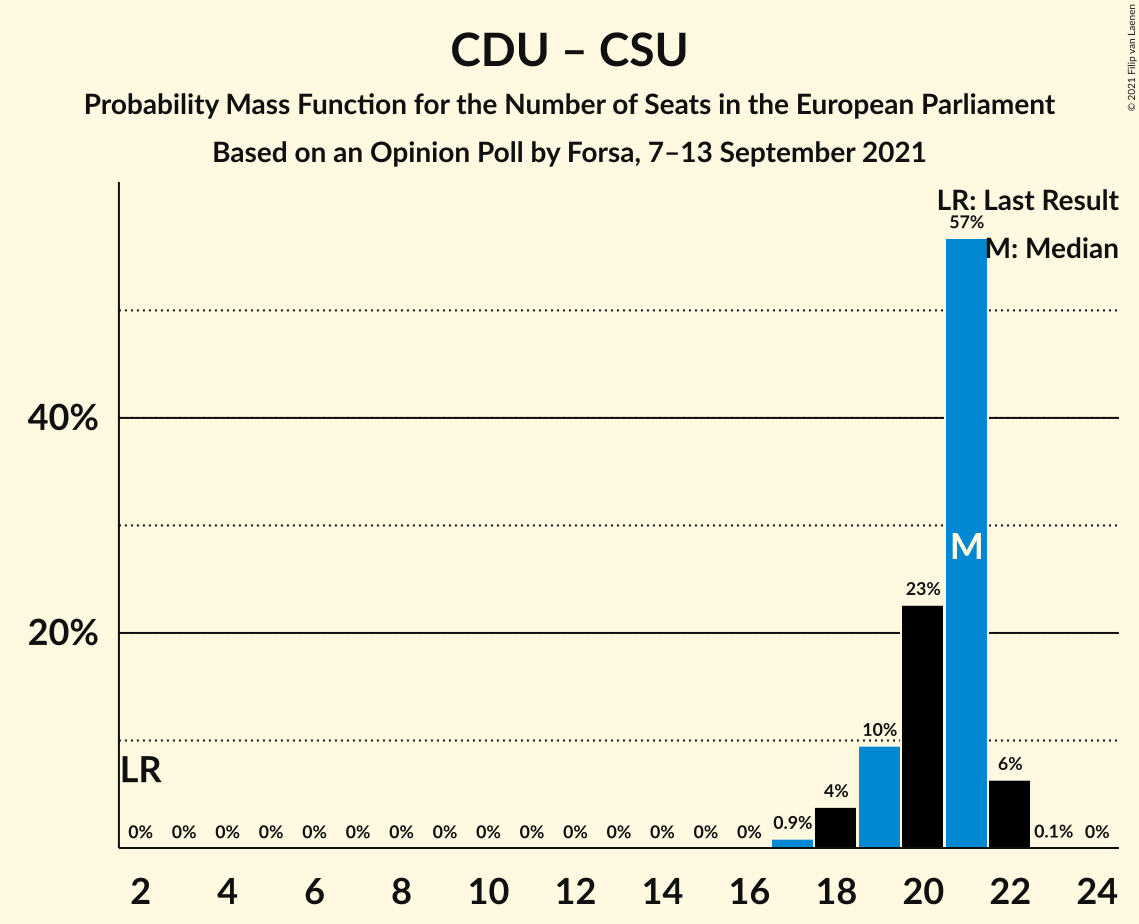 CDU – CSU
Probability Mass Function for the Number of Seats in the European Parliament
Based on an Opinion Poll by Forsa, 7–13 September 2021
© 2021 Filip van Laenen
LR: Last Result
M: Median
57%
40%
M
23%
20%
10%
LR
6%
4%
0% 0% 0% 0% 0% 0% 0% 0% 0% 0% 0% 0% 0% 0% 0% 0.9% 0.1% 0%
2 4 6 8 10 12 14 16 18 20 22 24